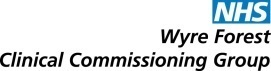 NHS
Wyre Forest
Clinical Commissioning Group